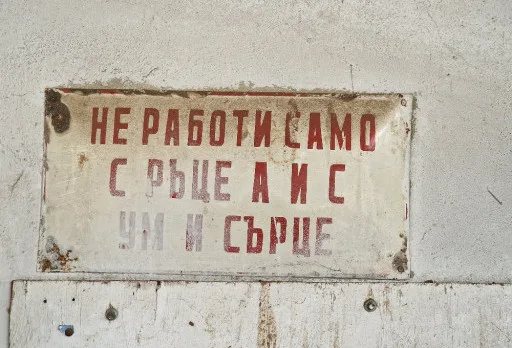 НЕ РАБОТИ САМО
С РЪЦЕ А И С
УМ И СЪРЦЕ